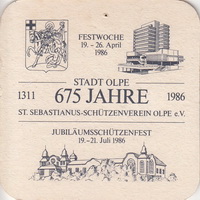 FESTWOCHE
19. - 26. April
1986
STADT OLPE
1311 675 JAHRE 1986
ST. SEBASTIANUS-SCHÜTZENVEREIN OLPE e.V.
JUBILÄUMSSCHÜTZENFEST
19.-21. Juli 1986